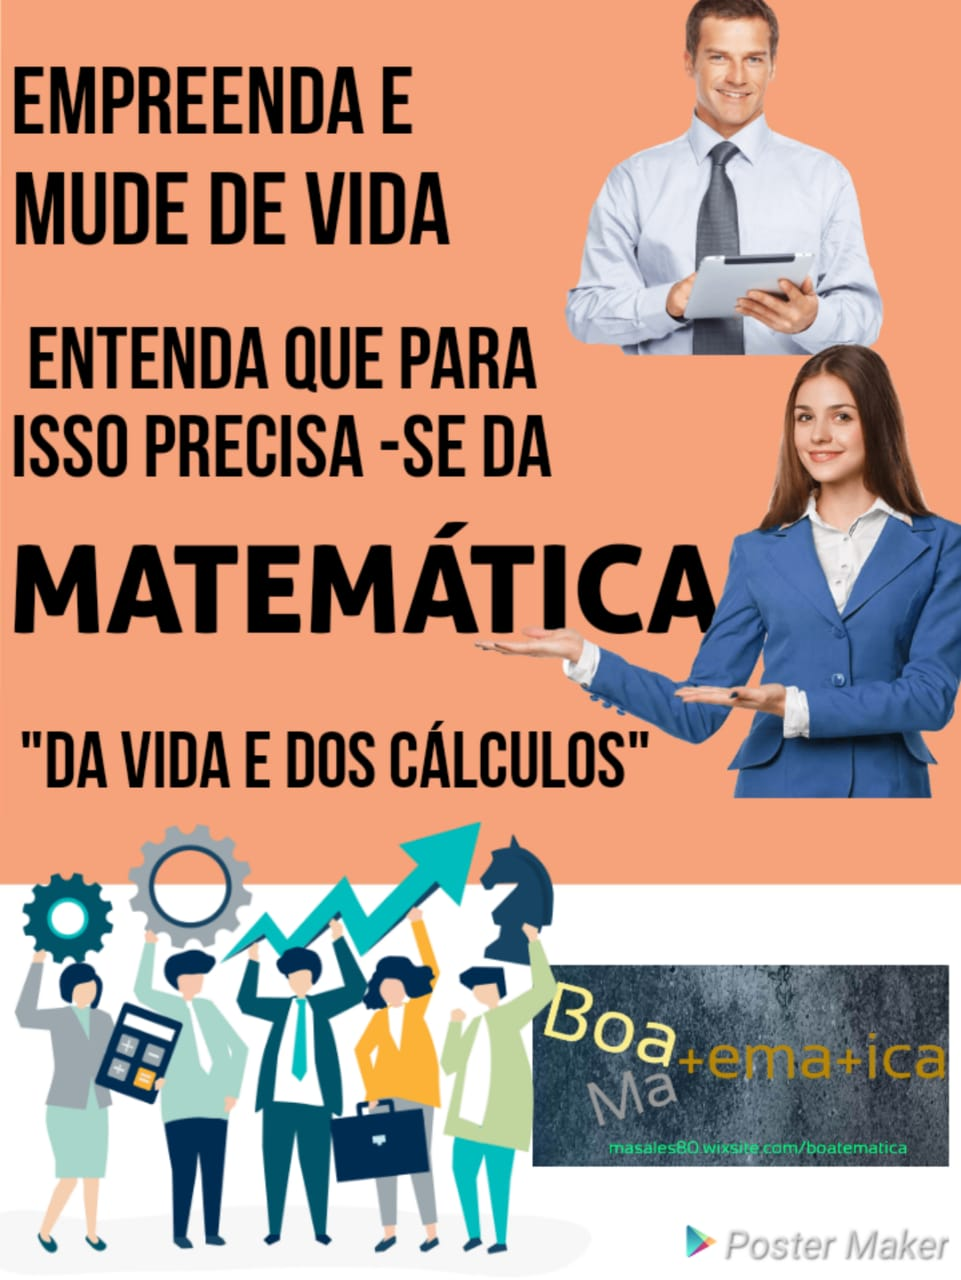 EMPREENDA E
MUDE DE VIDA
ENTENDA QUE PARA
ISSO PRECISA -SE DA
MATEMÁTICA
"DA VIDA E DOS CÁLCULOS"
Boa
Ma
+ema+ica
masales80.wixsite.com/boatematica
Poster Maker